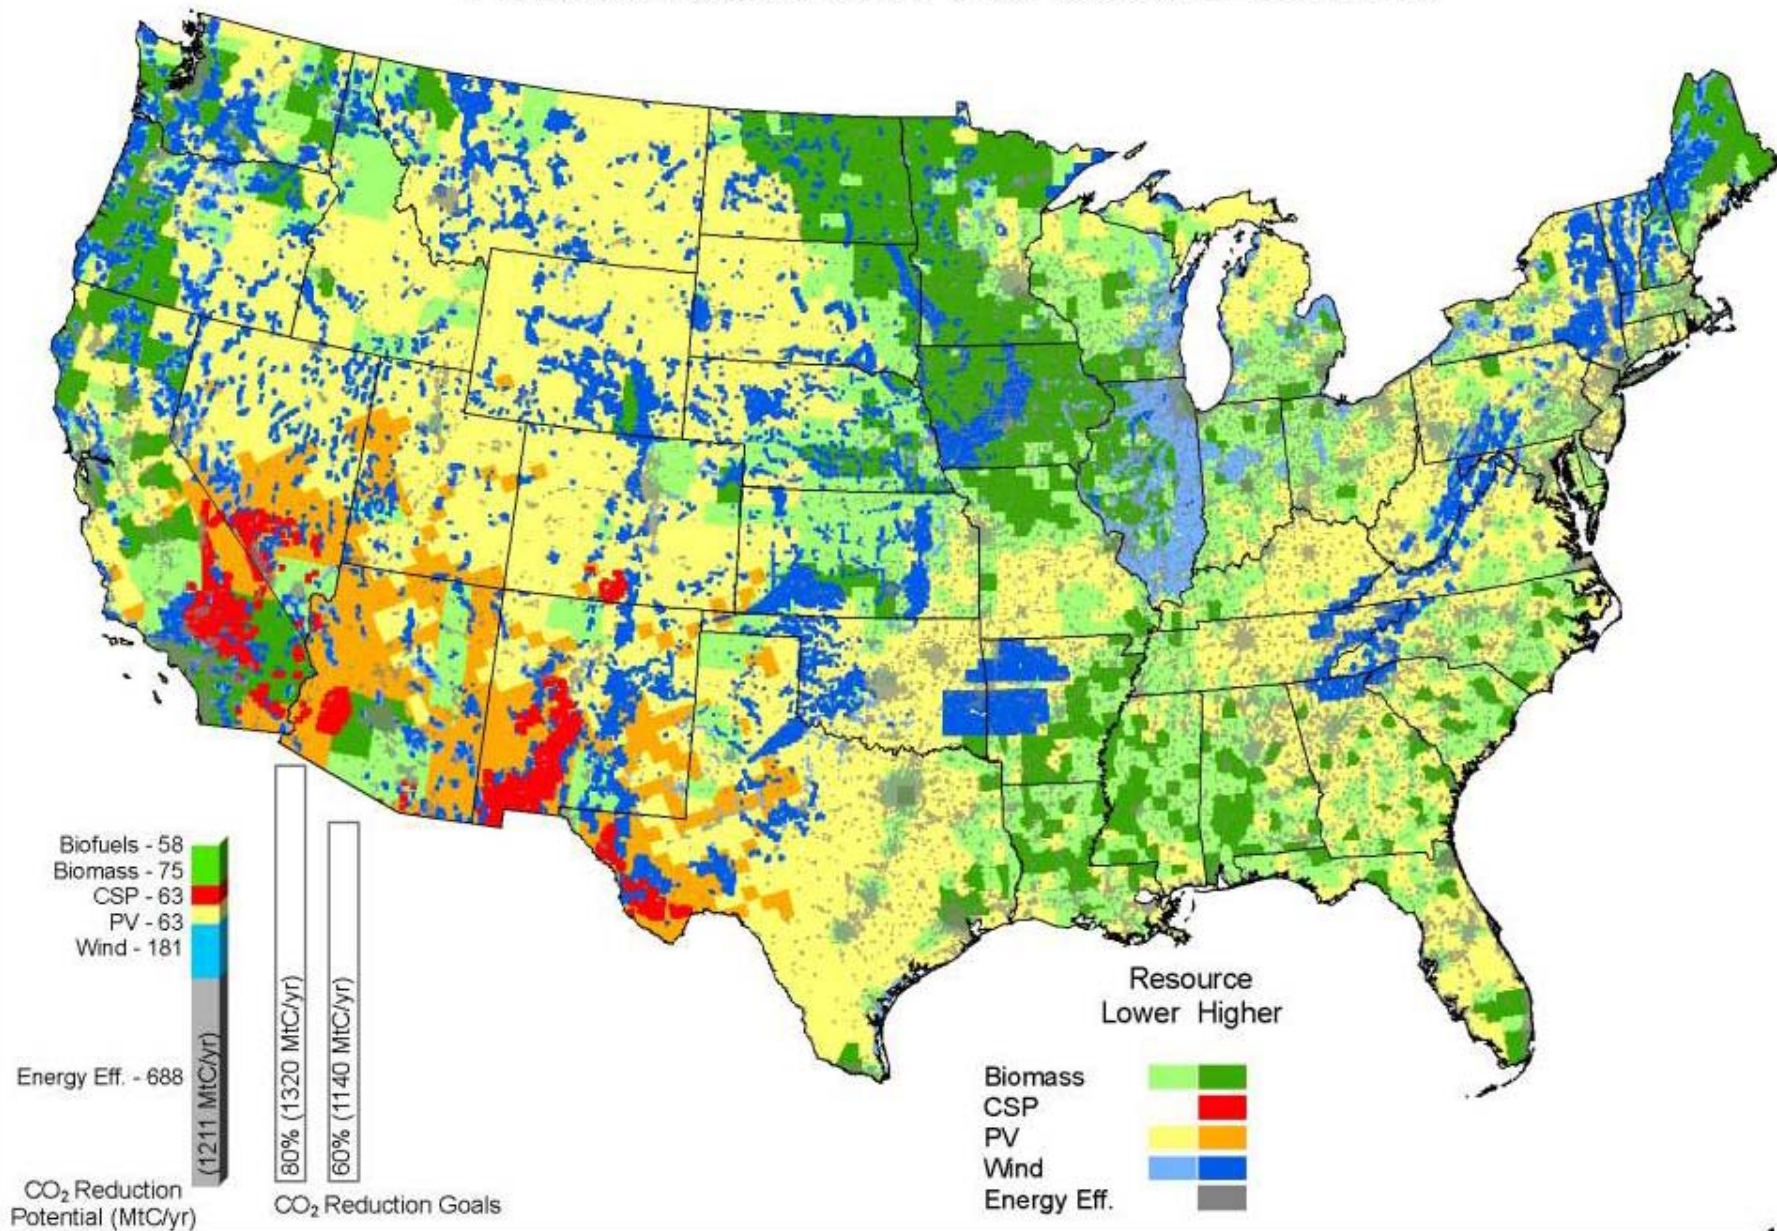 Biofuels - 58
Biomass - 75
CSP - 63
PV - 63
Wind - 181
Energy Eff. - 688
(1211 MtC/yr)
CO₂ Reduction
Potential (MtC/yr)
80% (1320 MtC/yr)
60% (1140 MtC/yr)
CO₂ Reduction Goals
Resource
Lower Higher
Biomass
CSP
PV
Wind
Energy Eff.